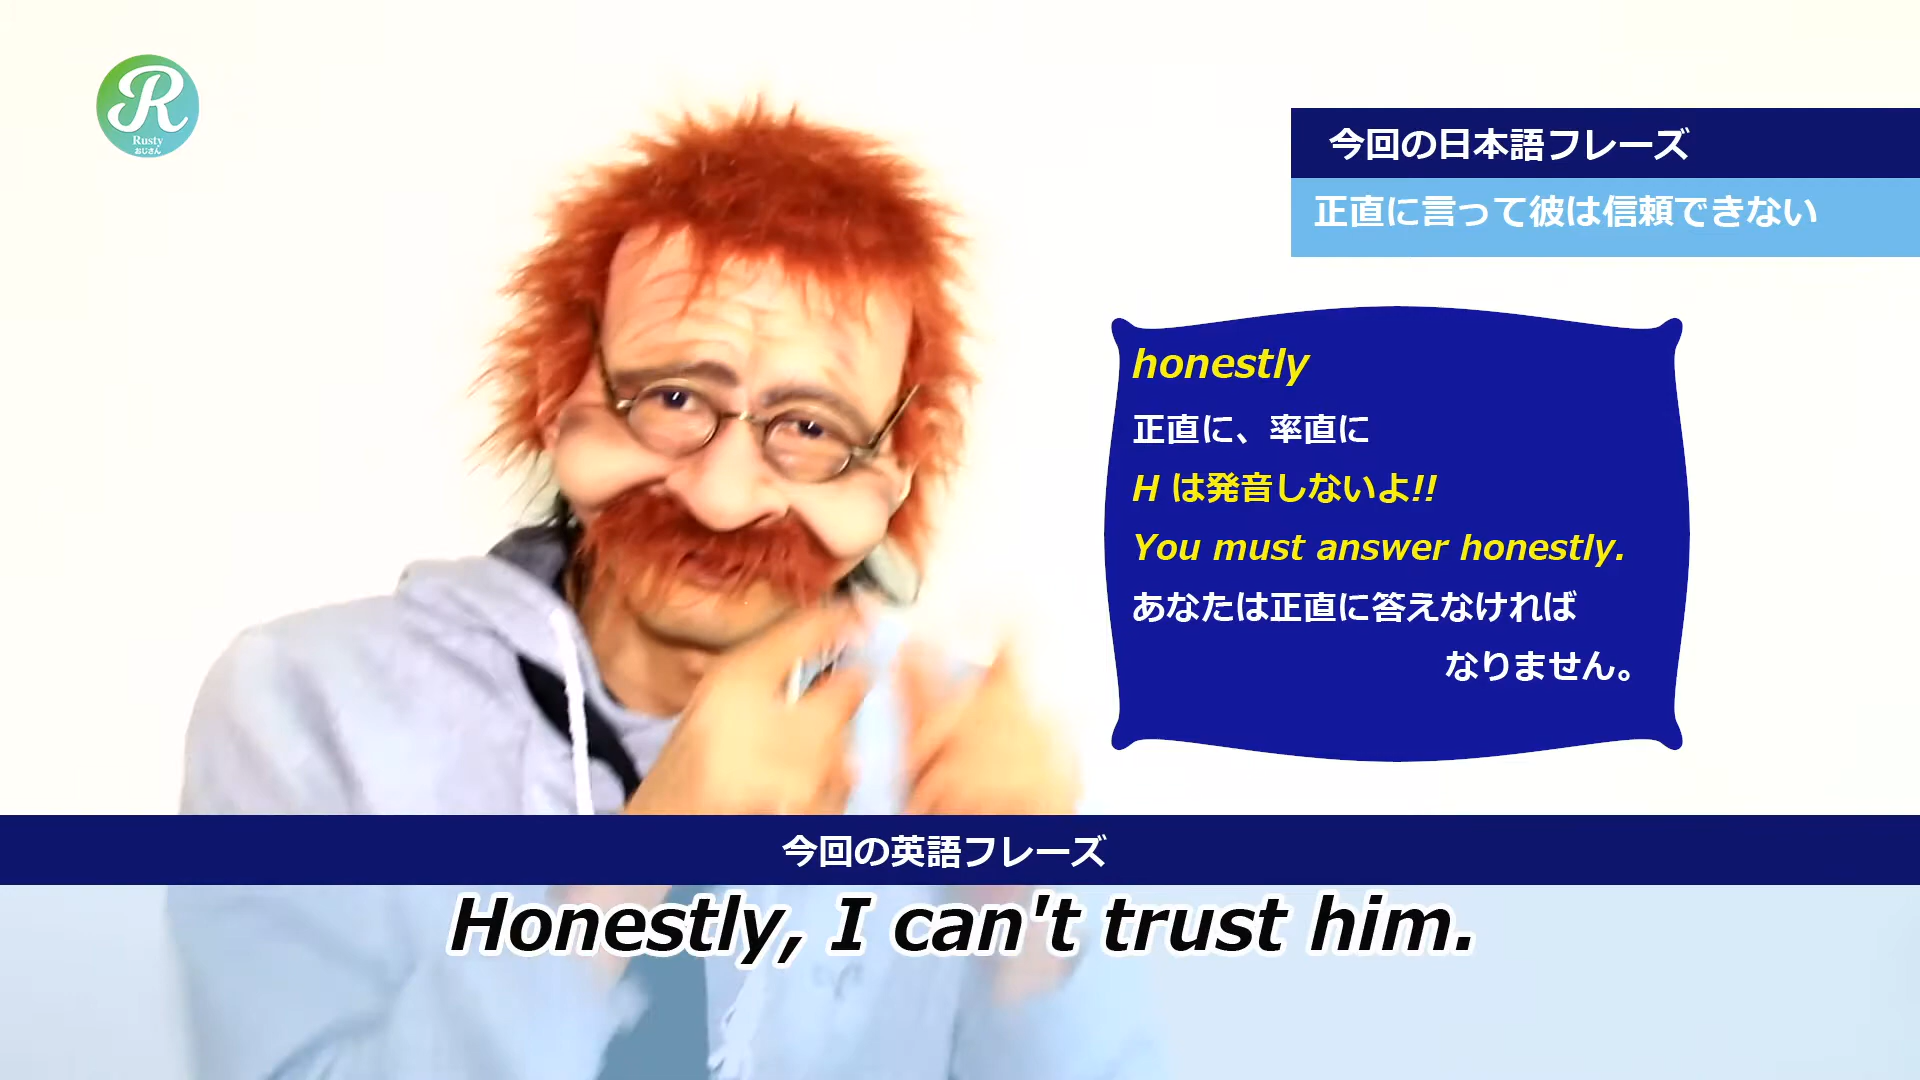 R
Rusty
おじさん
今回の日本語フレーズ
正直に言って彼は信頼できない
honestly
正直に、率直に
H は発音しないよ!!
You must answer honestly.
あなたは正直に答えなければ
なりません。
今回の英語フレーズ
Honestly, I can't trust him.